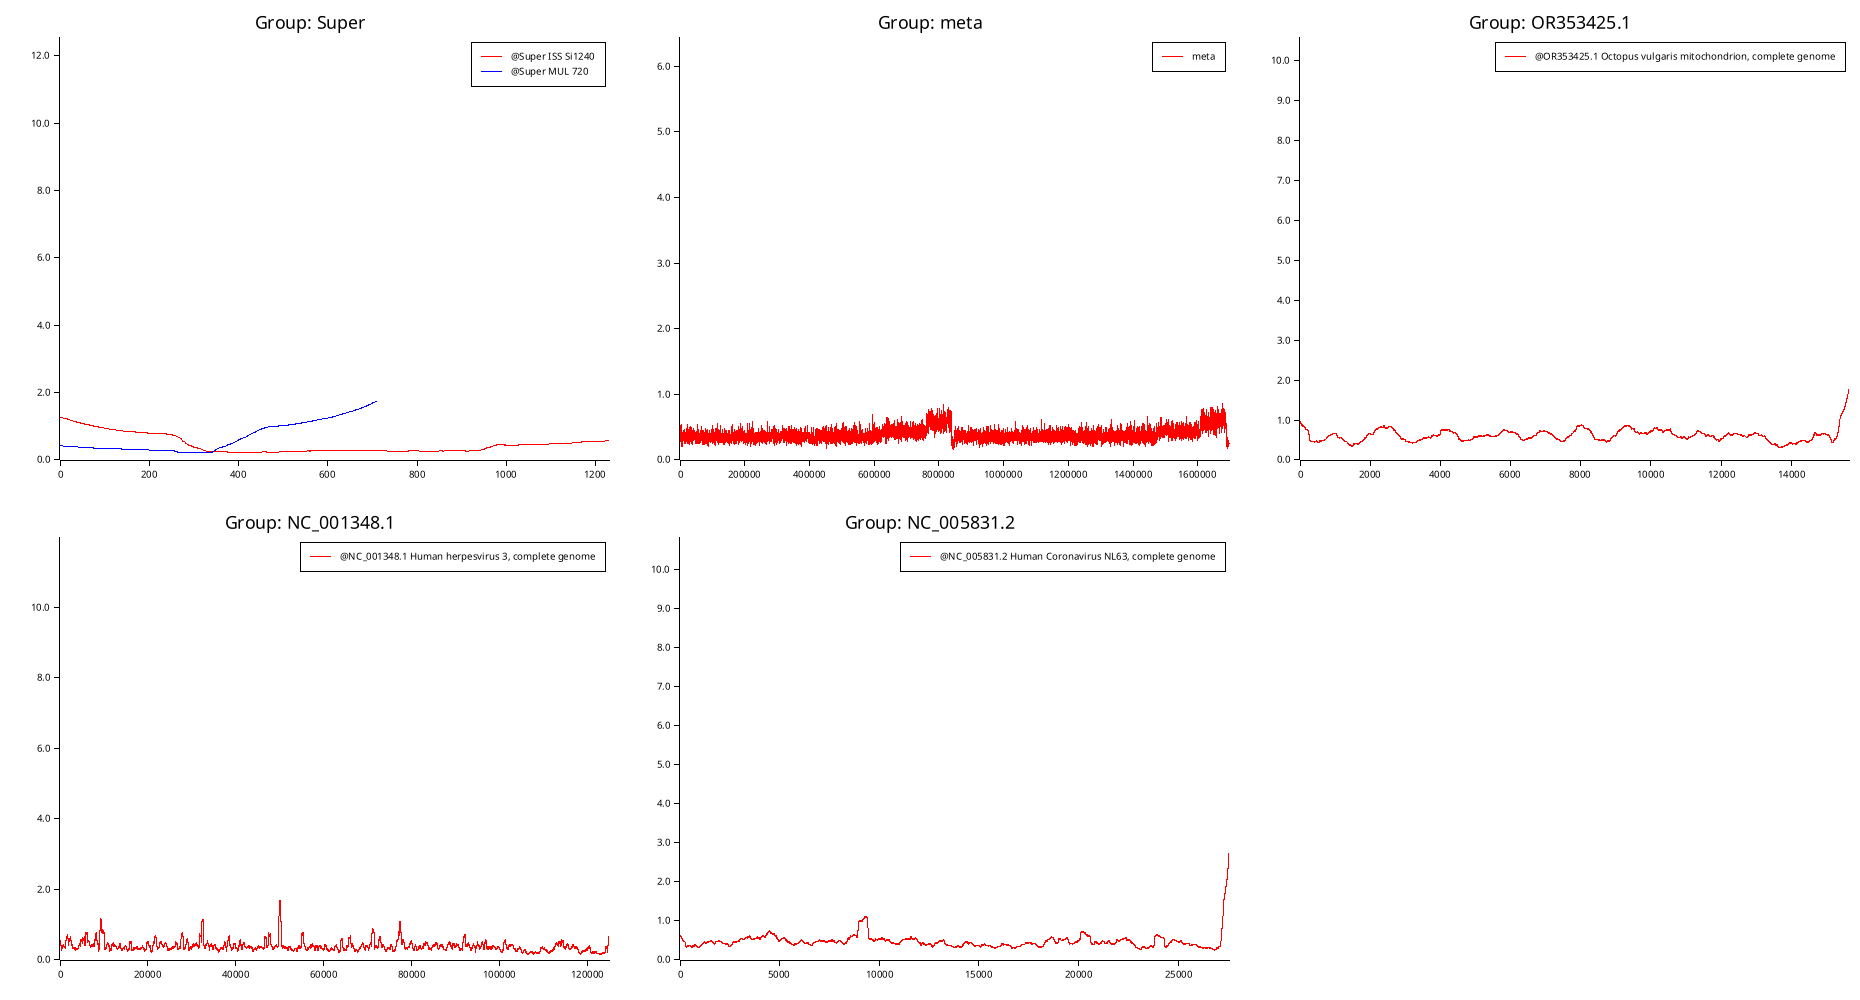 Group: Super
12.0
10.0
8.0
6.0
4.0
2.0
0.0
0 200 400 600 800 1000 1200
@Super ISS Si1240
@Super MUL 720
Group: meta
6.0
5.0
4.0
3.0
2.0
1.0
0.0
0 200000 400000 600000 800000 1000000 1200000 1400000 1600000
meta
Group: OR353425.1
10.0
9.0
8.0
7.0
6.0
5.0
4.0
3.0
2.0
1.0
0.0
0 2000 4000 6000 8000 10000 12000 14000
@OR353425.1 Octopus vulgaris mitochondrion, complete genome
Group: NC_001348.1
10.0
8.0
6.0
4.0
2.0
0.0
0 20000 40000 60000 80000 100000 120000
@NC_001348.1 Human herpesvirus 3, complete genome
Group: NC_005831.2
10.0
9.0
8.0
7.0
6.0
5.0
4.0
3.0
2.0
1.0
0.0
0 5000 10000 15000 20000 25000
@NC_005831.2 Human Coronavirus NL63, complete genome